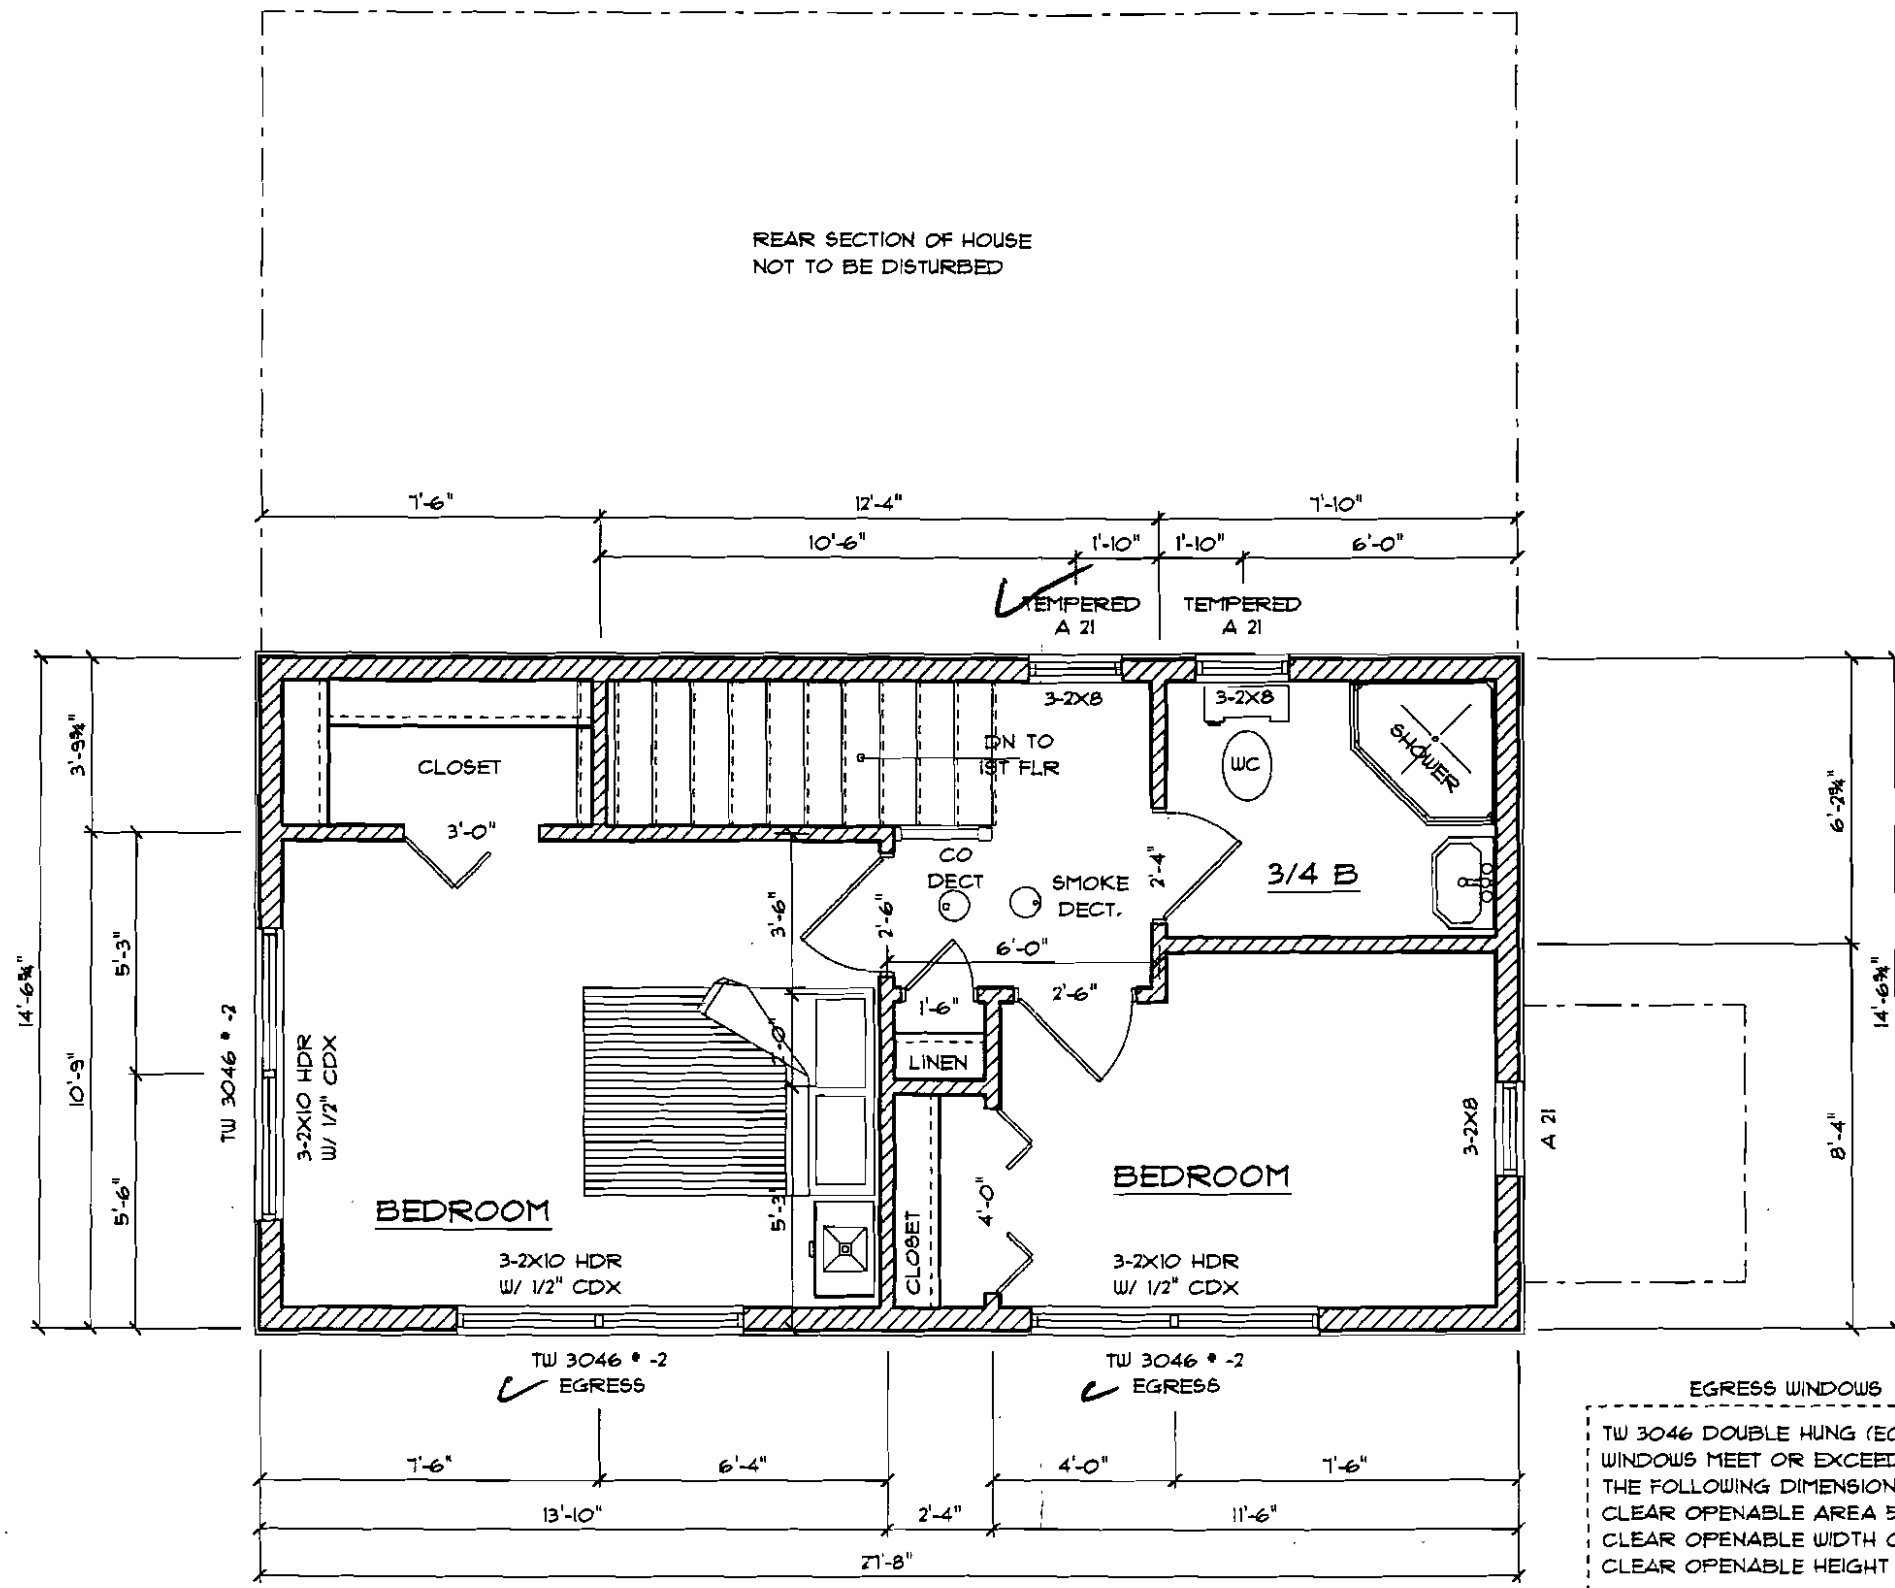 REAR SECTION OF HOUSE
NOT TO BE DISTURBED
7'-6"
12'-4"
7'-10"
10'-6"
1'-10"
1'-10"
6'-0"
TEMPERED
A 21
TEMPERED
A 21
3-2X8
3-2X8
DN TO
1ST FLR
CLOSET
3'-0"
WC
SHOWER
3/4 B
CO
DECT
SMOKE
DECT.
2'-4"
2'-6"
3'-6"
6'-0"
1'-6"
2'-6"
LINEN
5'-3"
4'-0"
CLOSET
BEDROOM
3-2X10 HDR
W/ 1/2" CDX
BEDROOM
3-2X10 HDR
W/ 1/2" CDX
3-2X10 HDR
W/ 1/2" CDX
TW 3046 * -2
3'-9¾"
14'-6¾"
10'-9"
5'-3"
5'-6"
3-2X8
A 21
6'-2¾"
8'-4"
14'-6¾"
TW 3046 * -2
EGRESS
TW 3046 * -2
EGRESS
7'-6"
6'-4"
4'-0"
7'-6"
13'-10"
2'-4"
11'-6"
27'-8"
EGRESS WINDOWS
TW 3046 DOUBLE HUNG
WINDOWS MEET OR EXCEED
THE FOLLOWING DIMENSION
CLEAR OPENABLE AREA
CLEAR OPENABLE WIDTH
CLEAR OPENABLE HEIGHT